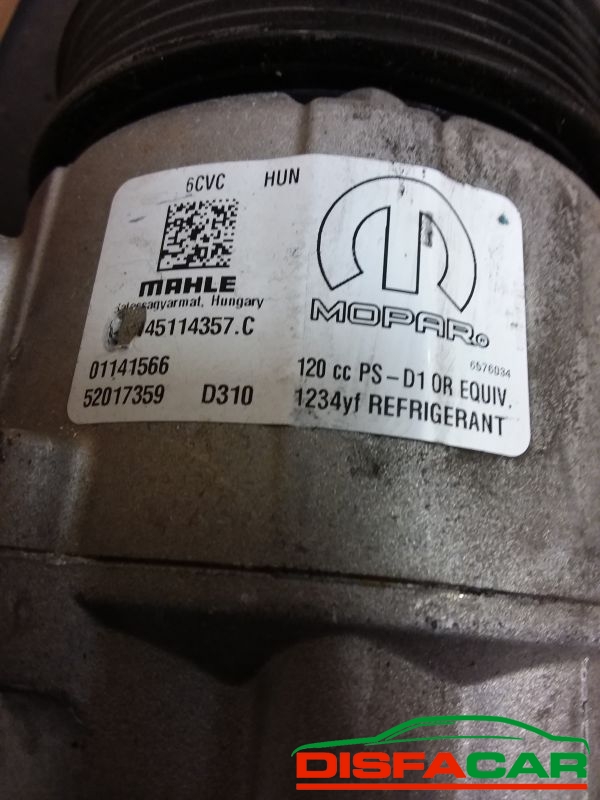 6CVC HUN
MAHLE
Hungary
45114357.C
MOPAR®
01141566
52017359 D310
6576034
120 cc PS-D1 OR EQUIV.
1234yf REFRIGERANT
DISFACAR